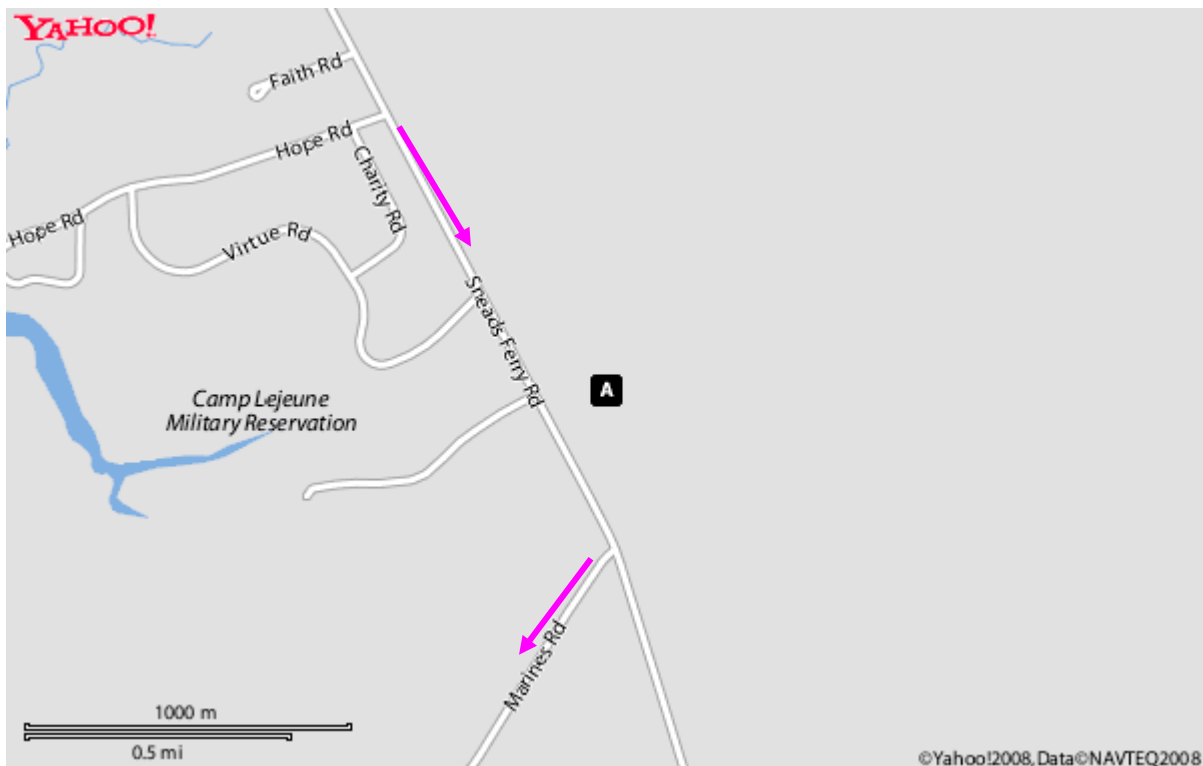 YAHOO!
Faith Rd
Hope Rd
Charity Rd
Hope Rd
Virtue Rd
Sneads Ferry Rd
A
Camp Lejeune
Military Reservation
Marines Rd
1000 m
0.5 mi
©Yahoo!2008, Data©NAVTEQ2008